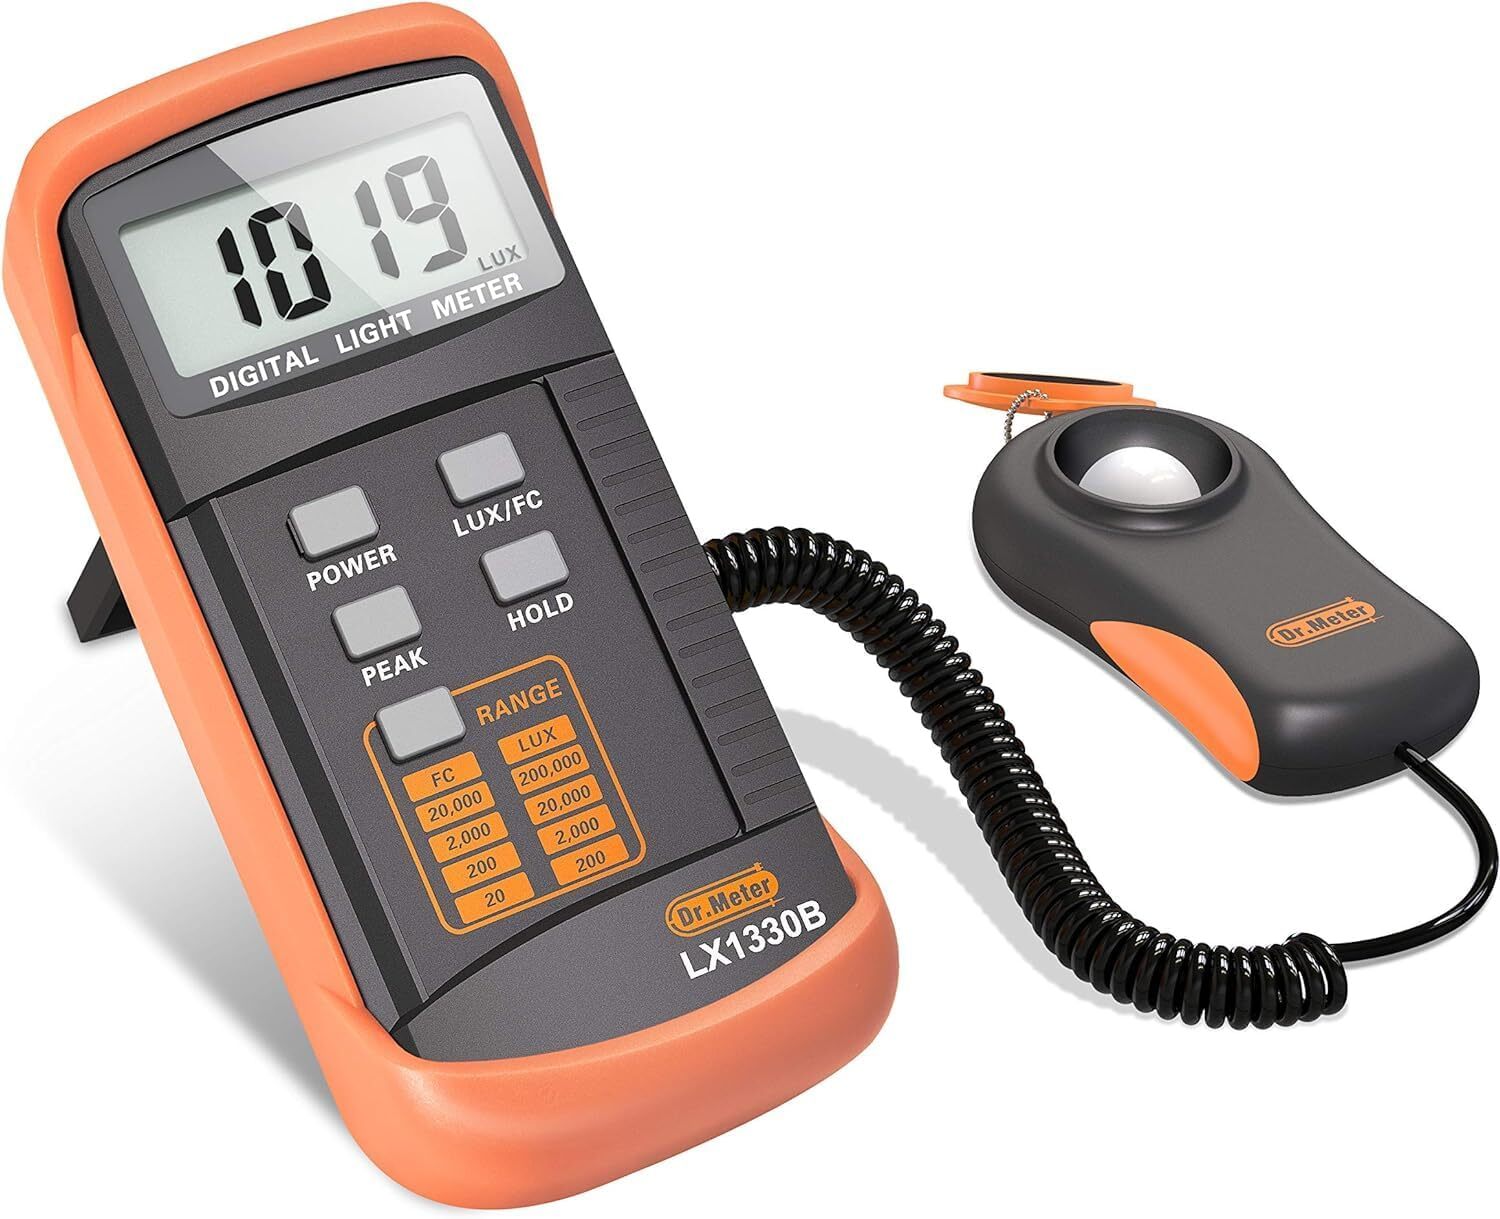 1019
LUX
DIGITAL LIGHT METER
LUX/FC
POWER
HOLD
PEAK
RANGE
FC
20,000
2,000
200
20
LUX
200,000
20,000
2,000
200
Dr.Meter
LX1330B
Dr.Meter